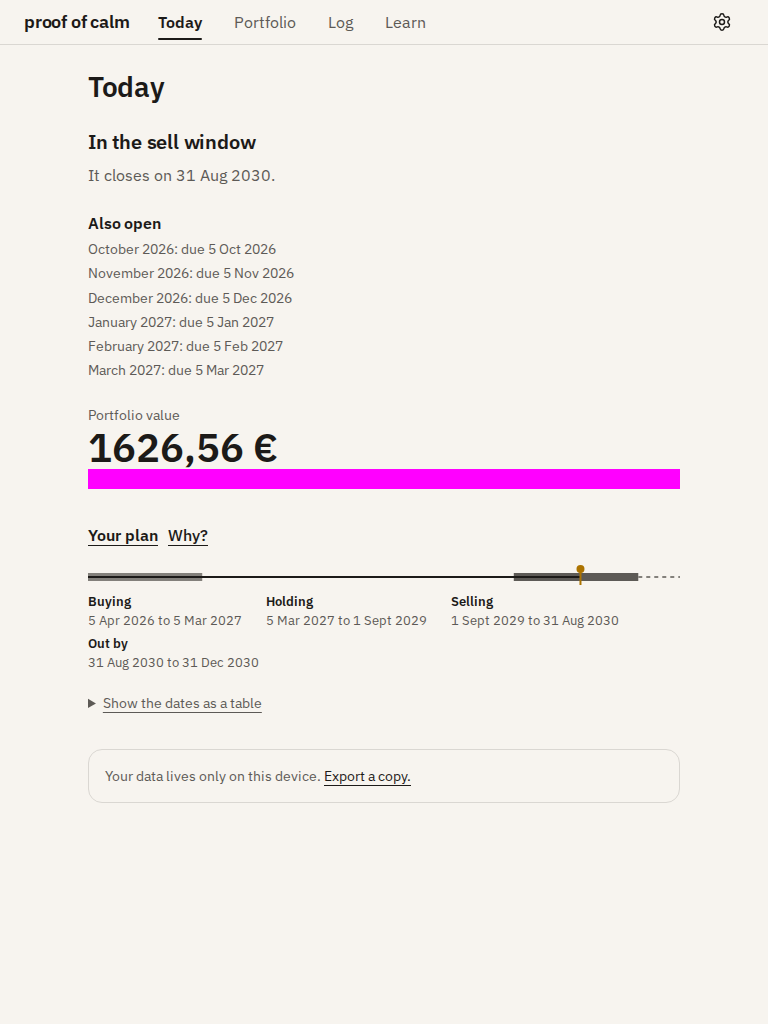 proof of calm Today Portfolio Log Learn
Today
In the sell window
It closes on 31 Aug 2030.
Also open
October 2026: due 5 Oct 2026
November 2026: due 5 Nov 2026
December 2026: due 5 Dec 2026
January 2027: due 5 Jan 2027
February 2027: due 5 Feb 2027
March 2027: due 5 Mar 2027
Portfolio value
1626,56 €
Your plan Why?
Buying Holding Selling
5 Apr 2026 to 5 Mar 2027 5 Mar 2027 to 1 Sept 2029 1 Sept 2029 to 31 Aug 2030
Out by
31 Aug 2030 to 31 Dec 2030
Show the dates as a table
Your data lives only on this device. Export a copy.